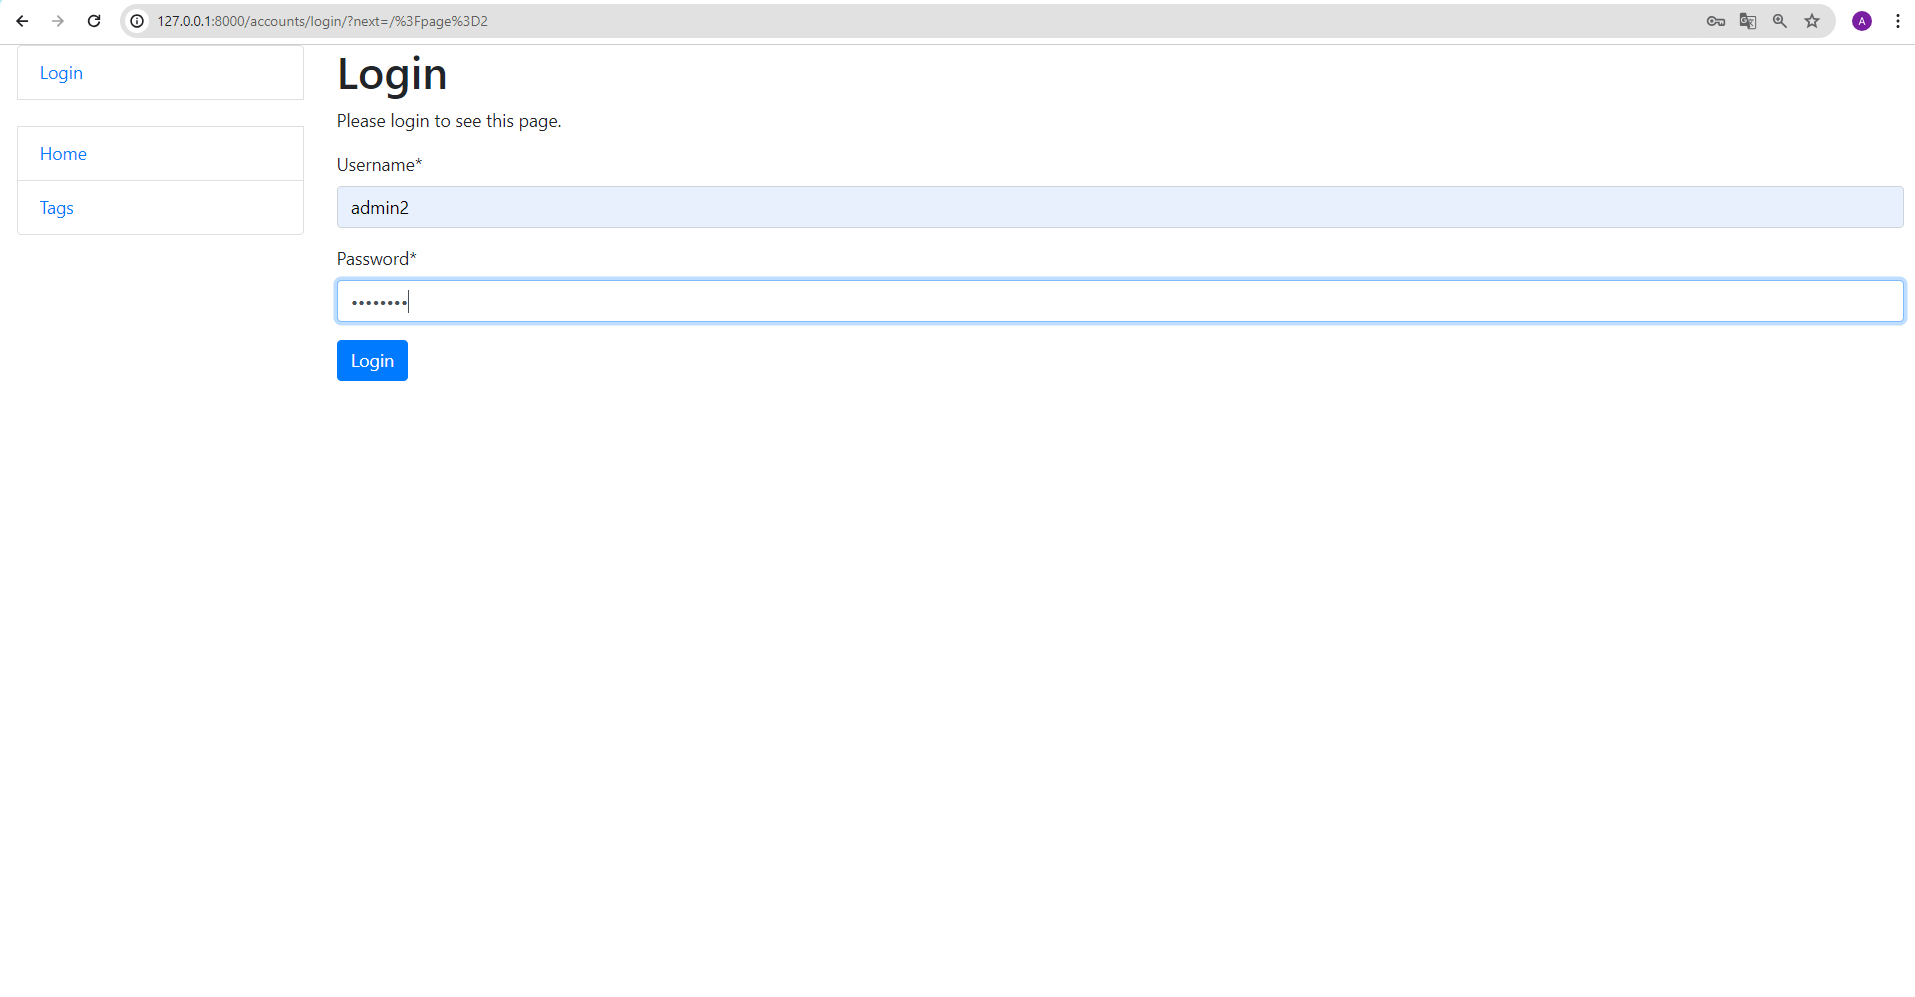 127.0.0.1:8000/accounts/login/?next=/%3Fpage%3D2
A
Login
Home
Tags
Login
Please login to see this page.
Username*
admin2
Password*
••••••••
Login